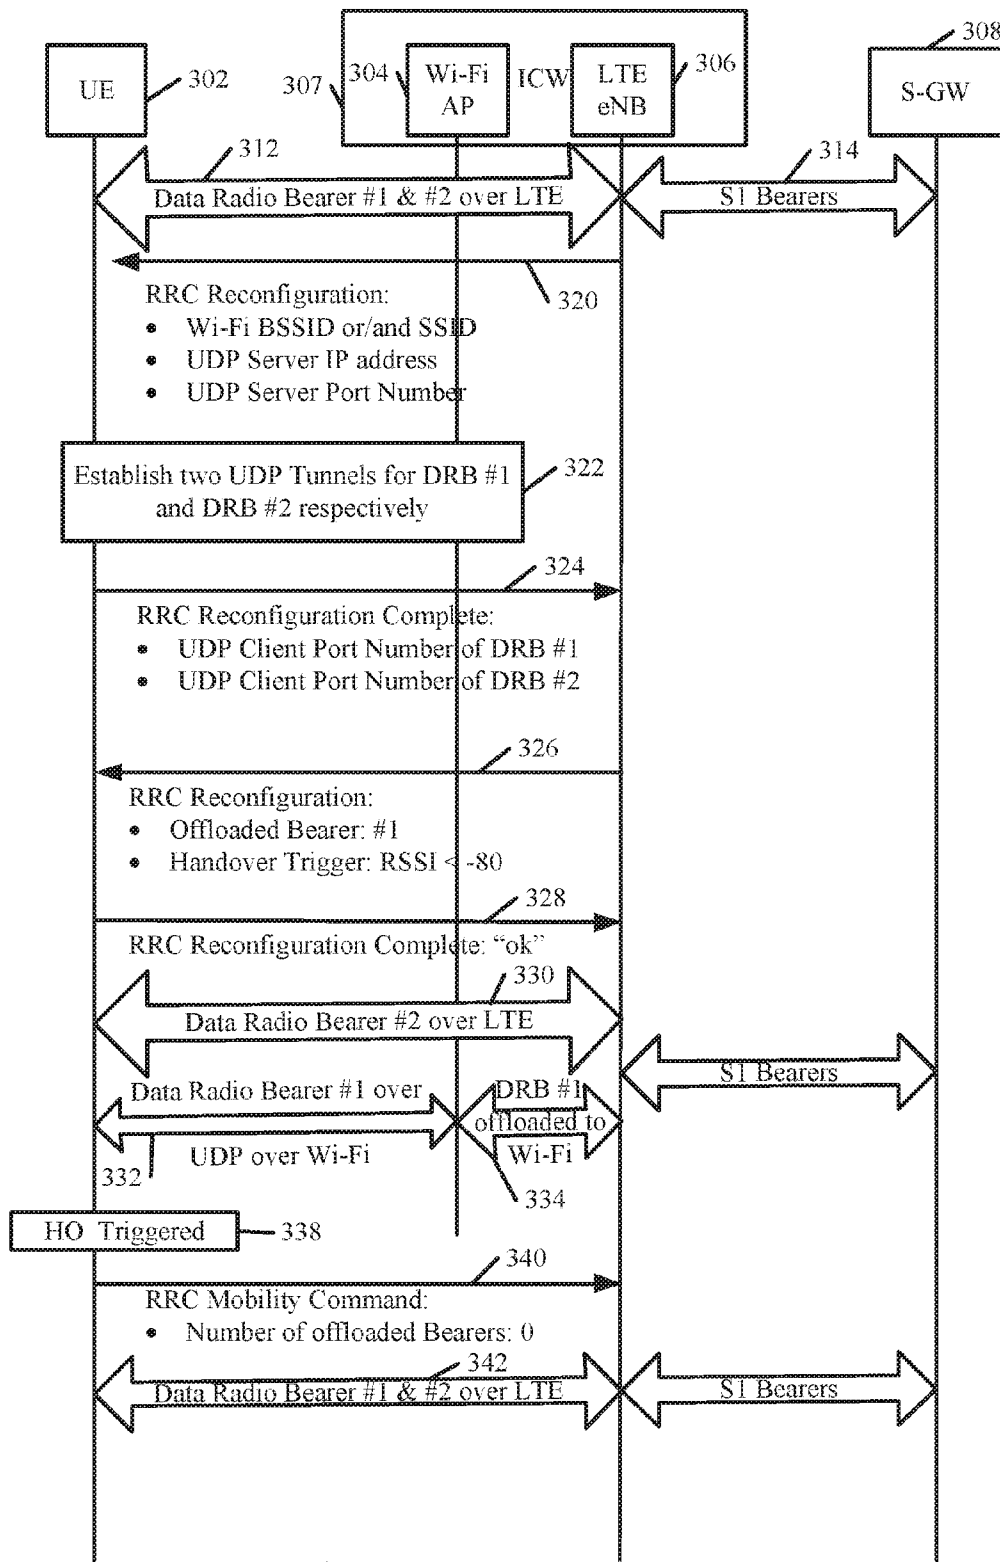 308
UE
302
307
304
Wi-Fi
AP
ICW
LTE
eNB
306
S-GW
312
314
Data Radio Bearer #1 & #2 over LTE
S1 Bearers
320
RRC Reconfiguration:
• Wi-Fi BSSID or/and SSID
• UDP Server IP address
• UDP Server Port Number
Establish two UDP Tunnels for DRB #1
and DRB #2 respectively
322
324
RRC Reconfiguration Complete:
• UDP Client Port Number of DRB #1
• UDP Client Port Number of DRB #2
326
RRC Reconfiguration:
• Offloaded Bearer: #1
• Handover Trigger: RSSI < -80
328
RRC Reconfiguration Complete: “ok”
330
Data Radio Bearer #2 over LTE
S1 Bearers
Data Radio Bearer #1 over
UDP over Wi-Fi
DRB #1
offloaded to
Wi-Fi
332
334
HO Triggered
338
340
RRC Mobility Command:
• Number of offloaded Bearers: 0
342
Data Radio Bearer #1 & #2 over LTE
S1 Bearers